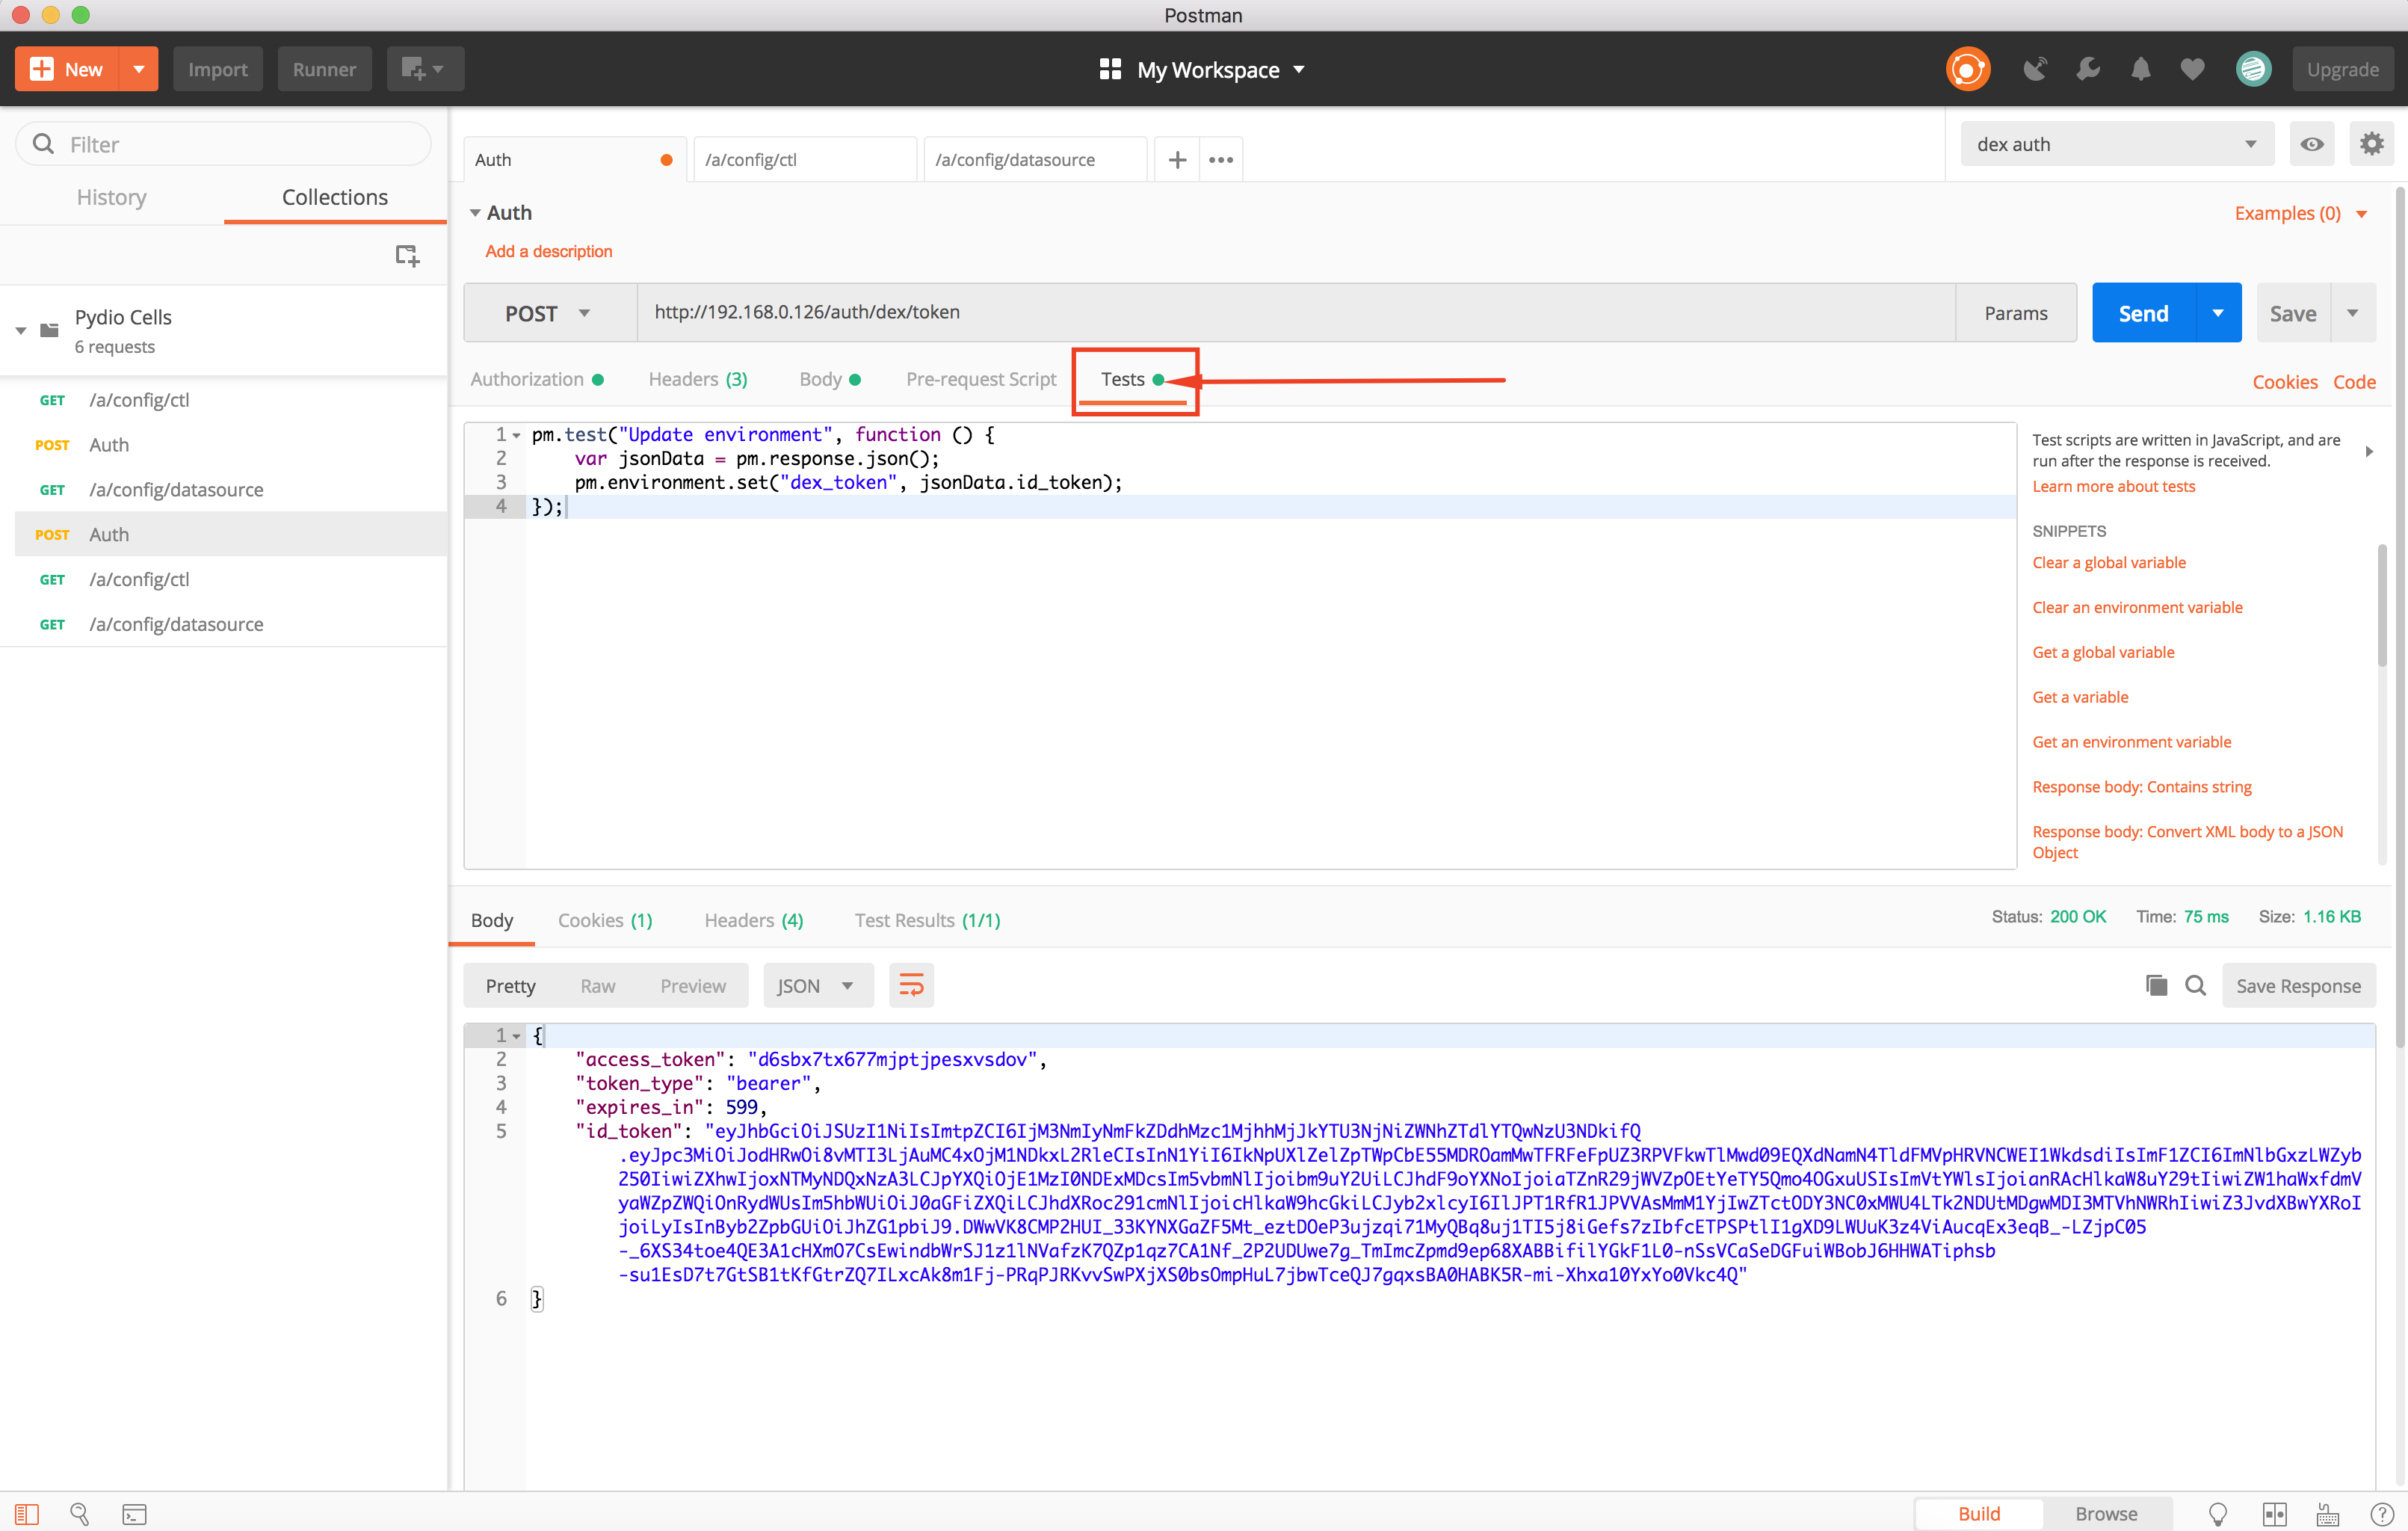 Postman
New
Import
Runner
My Workspace
Upgrade
Filter
History
Collections
Pydio Cells
6 requests
GET /a/config/ctl
POST Auth
GET /a/config/datasource
POST Auth
GET /a/config/ctl
GET /a/config/datasource
Auth
/a/config/ctl
/a/config/datasource
dex auth
Auth
Examples (0)
Add a description
POST
http://192.168.0.126/auth/dex/token
Params
Send
Save
Authorization
Headers (3)
Body
Pre-request Script
Tests
Cookies
Code
1 pm.test("Update environment", function () {
2 var jsonData = pm.response.json();
3 pm.environment.set("dex_token", jsonData.id_token);
4 });
Test scripts are written in JavaScript, and are
run after the response is received.
Learn more about tests
SNIPPETS
Clear a global variable
Clear an environment variable
Get a global variable
Get a variable
Get an environment variable
Response body: Contains string
Response body: Convert XML body to a JSON
Object
Body
Cookies (1)
Headers (4)
Test Results (1/1)
Status: 200 OK
Time: 75 ms
Size: 1.16 KB
Pretty
Raw
Preview
JSON
Save Response
1 {
2 "access_token": "d6sbx7tx677mjptjpesxvsdov",
3 "token_type": "bearer",
4 "expires_in": 599,
5 "id_token": "eyJhbGciOiJSUzI1NiIsImtpZCI6IjM3NmIyNmFkZDdhMzc1MjhhMjJkYTU3NjNiZWNhZTdlYTQwNzU3NDkifQ
6 }
Build
Browse